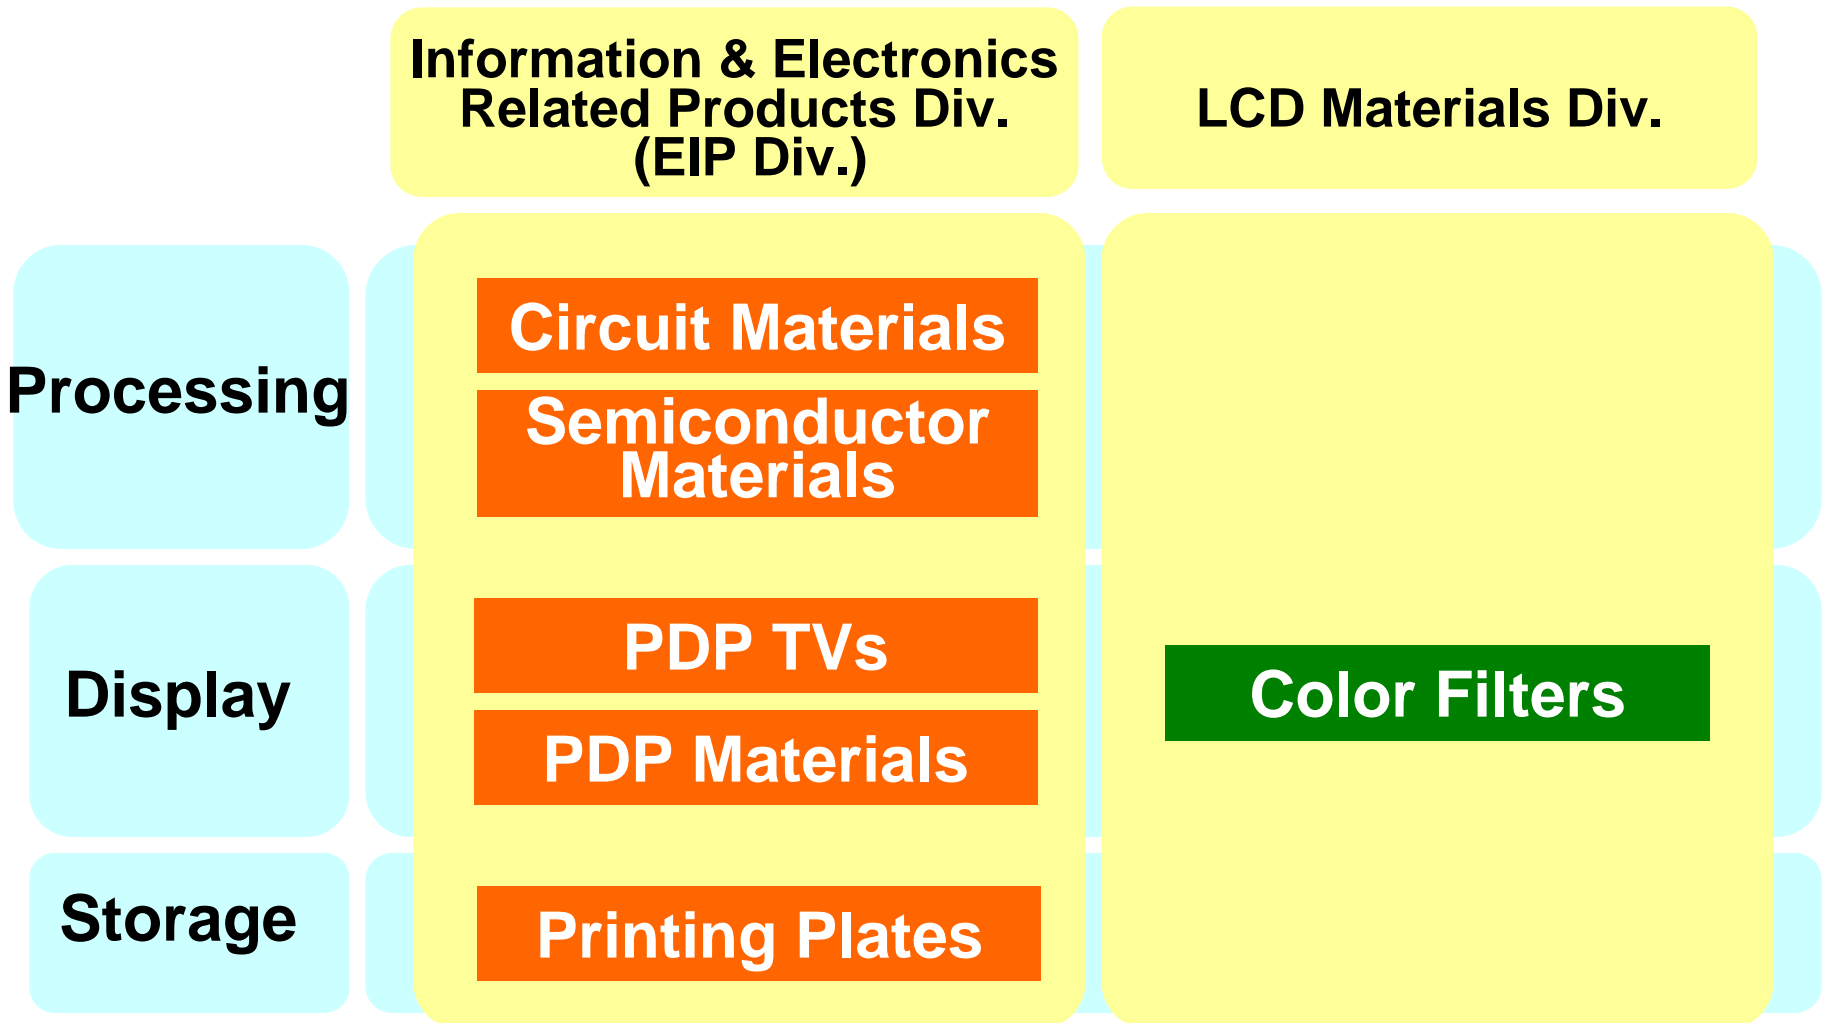 Information & Electronics
Related Products Div.
(EIP Div.)
LCD Materials Div.
Processing
Circuit Materials
Semiconductor
Materials
Display
PDP TVs
PDP Materials
Color Filters
Storage
Printing Plates